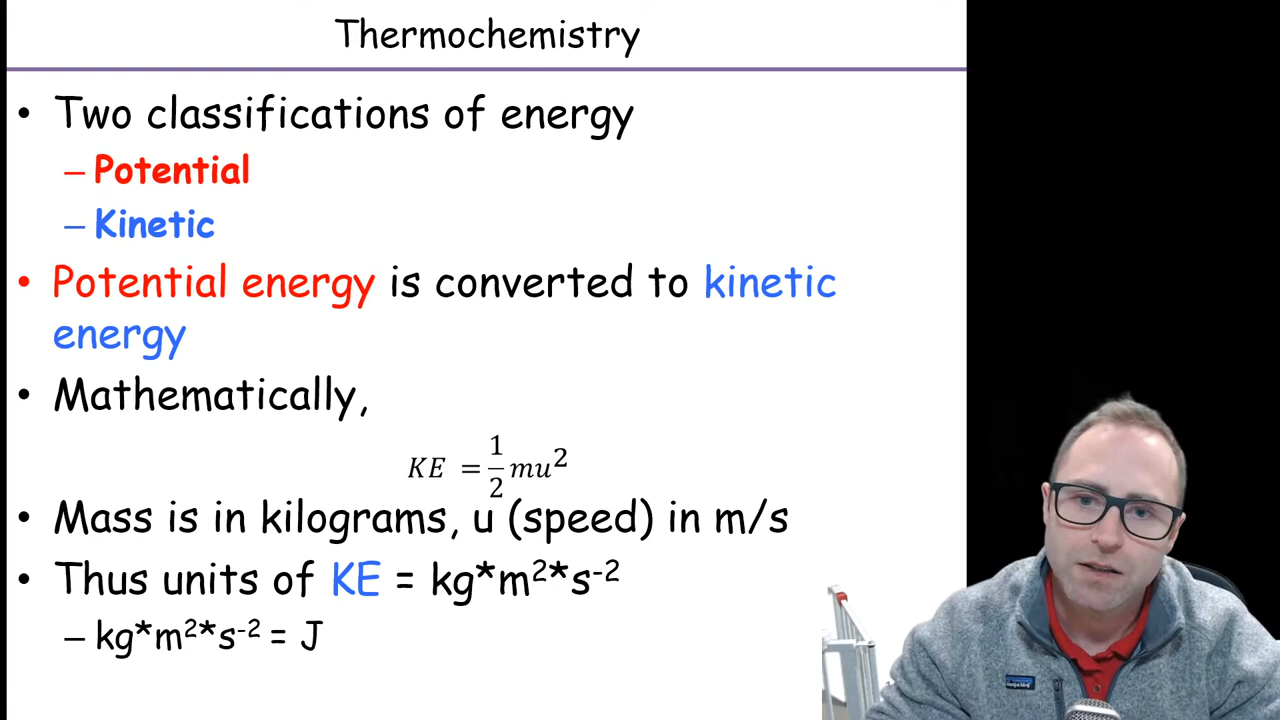 Thermochemistry
• Two classifications of energy
– Potential
– Kinetic
• Potential energy is converted to kinetic
energy
• Mathematically,
KE = 1/2 mu²
• Mass is in kilograms, u (speed) in m/s
• Thus units of KE = kg*m²*s⁻²
– kg*m²*s⁻² = J